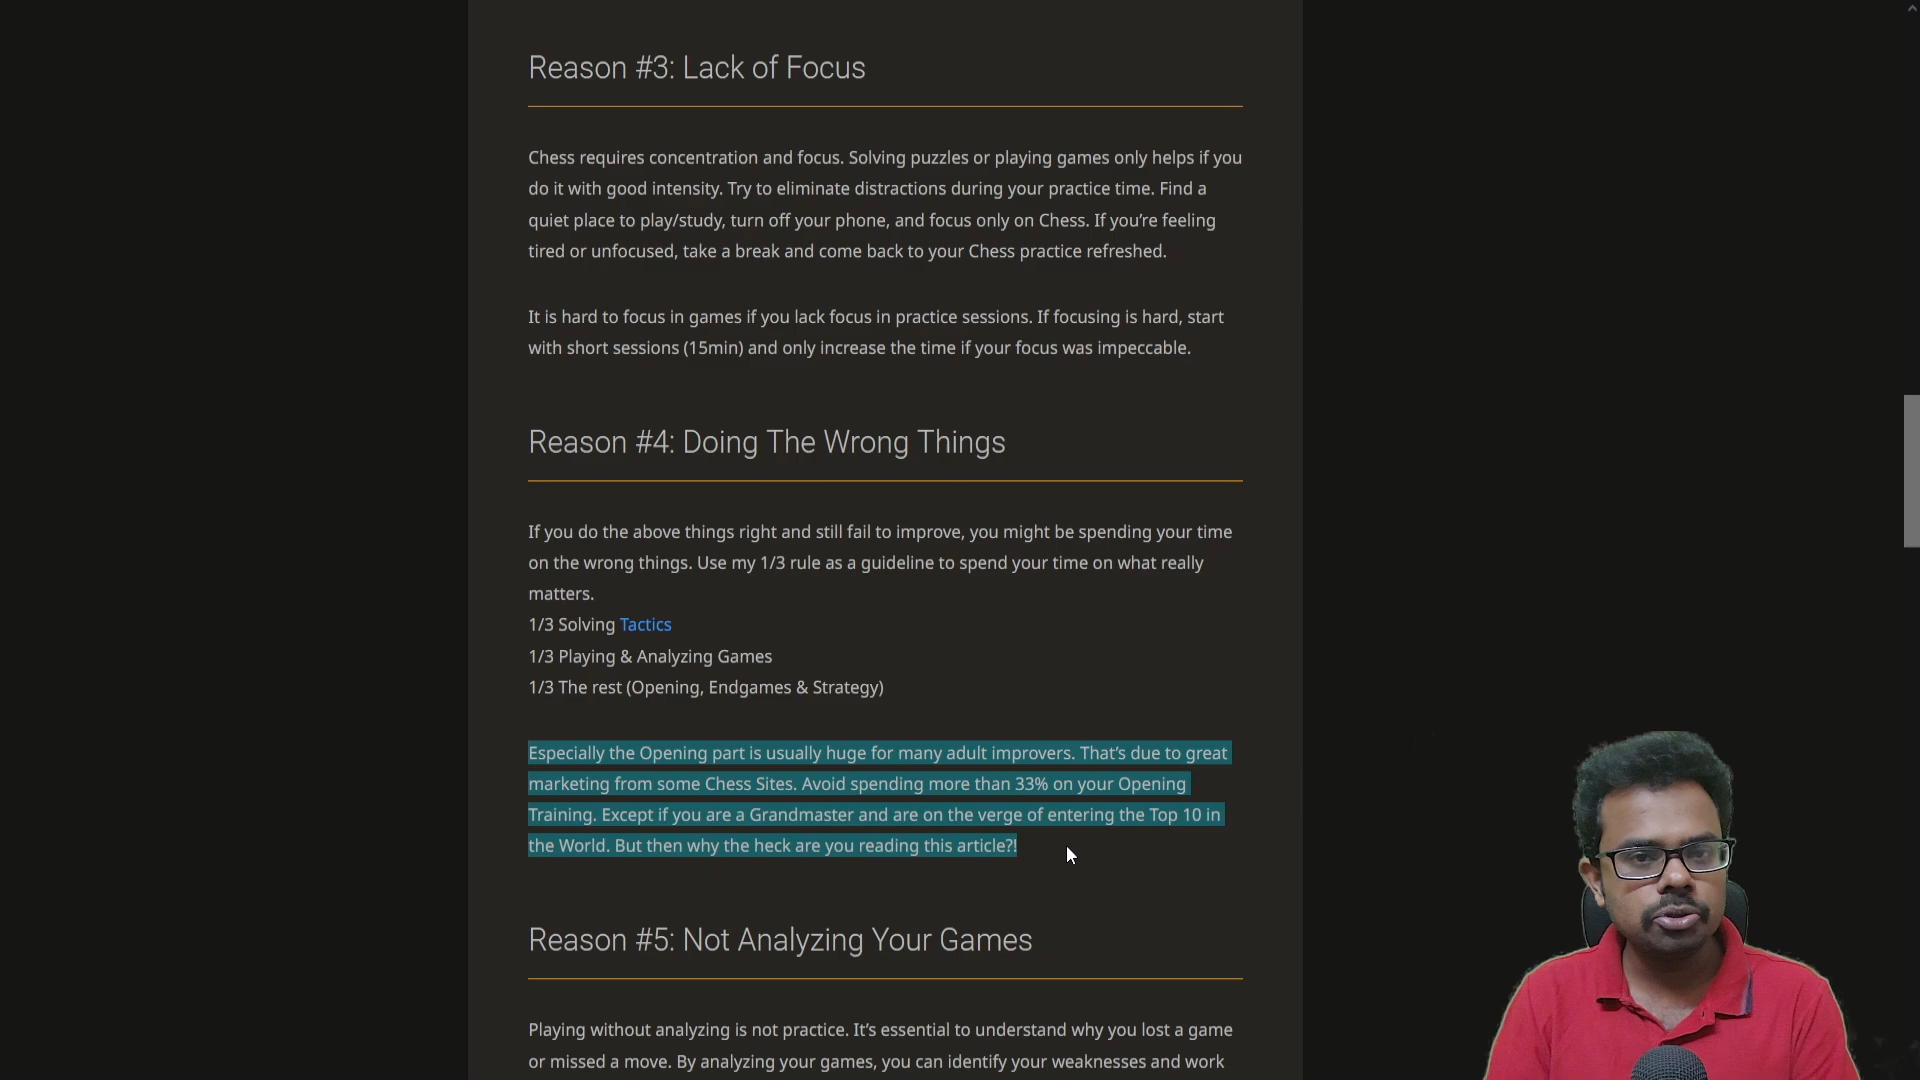 Reason #3: Lack of Focus
Chess requires concentration and focus. Solving puzzles or playing games only helps if you
do it with good intensity. Try to eliminate distractions during your practice time. Find a
quiet place to play/study, turn off your phone, and focus only on Chess. If you’re feeling
tired or unfocused, take a break and come back to your Chess practice refreshed.
It is hard to focus in games if you lack focus in practice sessions. If focusing is hard, start
with short sessions (15min) and only increase the time if your focus was impeccable.
Reason #4: Doing The Wrong Things
If you do the above things right and still fail to improve, you might be spending your time
on the wrong things. Use my 1/3 rule as a guideline to spend your time on what really
matters.
1/3 Solving Tactics
1/3 Playing & Analyzing Games
1/3 The rest (Opening, Endgames & Strategy)
Especially the Opening part is usually huge for many adult improvers. That’s due to great
marketing from some Chess Sites. Avoid spending more than 33% on your Opening
Training. Except if you are a Grandmaster and are on the verge of entering the Top 10 in
the World. But then why the heck are you reading this article?!
Reason #5: Not Analyzing Your Games
Playing without analyzing is not practice. It’s essential to understand why you lost a game
or missed a move. By analyzing your games, you can identify your weaknesses and work